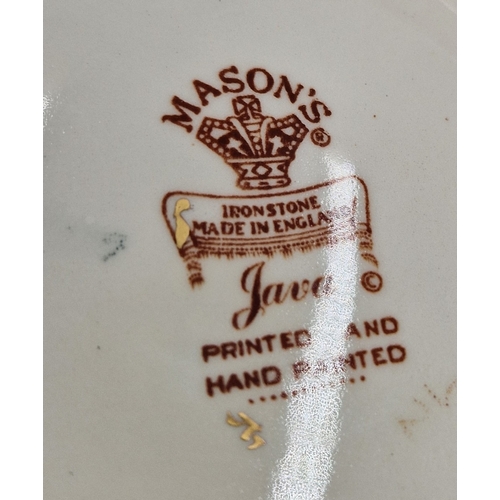 MASON'S ®
IRONSTONE
MADE IN ENGLAND
Java ©
PRINTED AND
HAND PAINTED